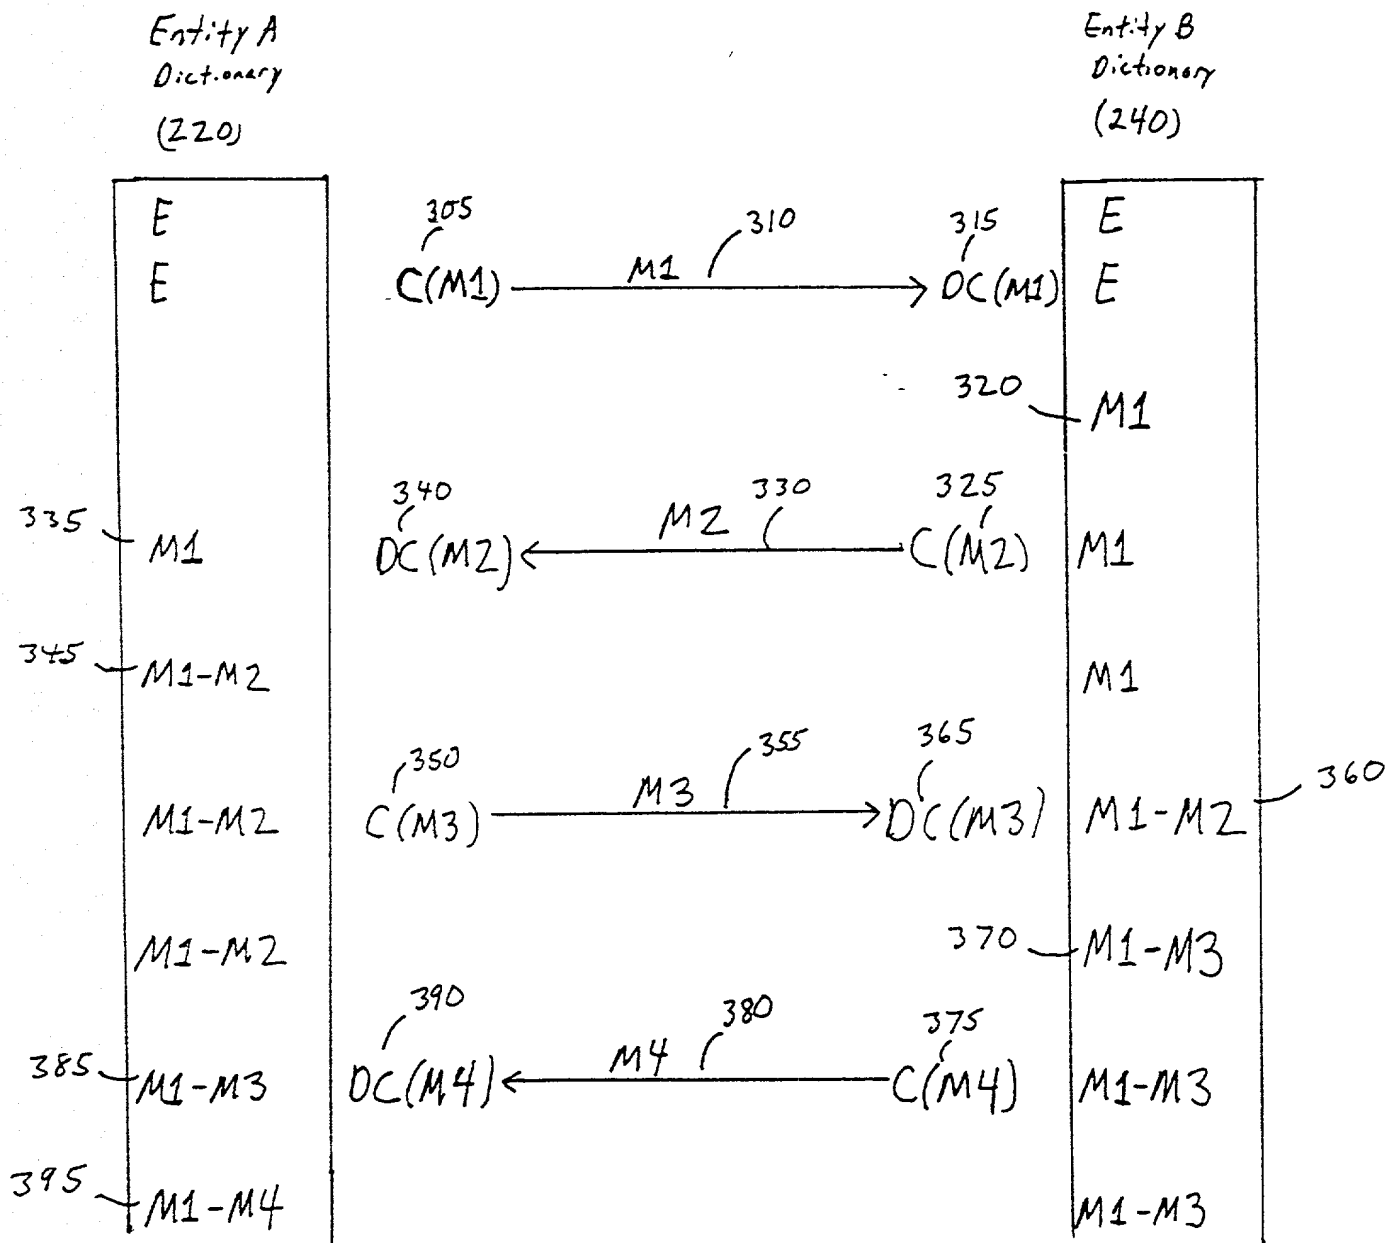 Entity A Entity B
Dictionary Dictionary
(220) (240)
E E
305 310 315
E C(M1) M1 DC(M1) E
320
M1
340 330 325
335 M1 DC(M2) M2 C(M2) M1
345 M1-M2 M1
350 355 365 360
M1-M2 C(M3) M3 DC(M3) M1-M2
M1-M2 370 M1-M3
390 380 375
385 M1-M3 DC(M4) M4 C(M4) M1-M3
395 M1-M4 M1-M3